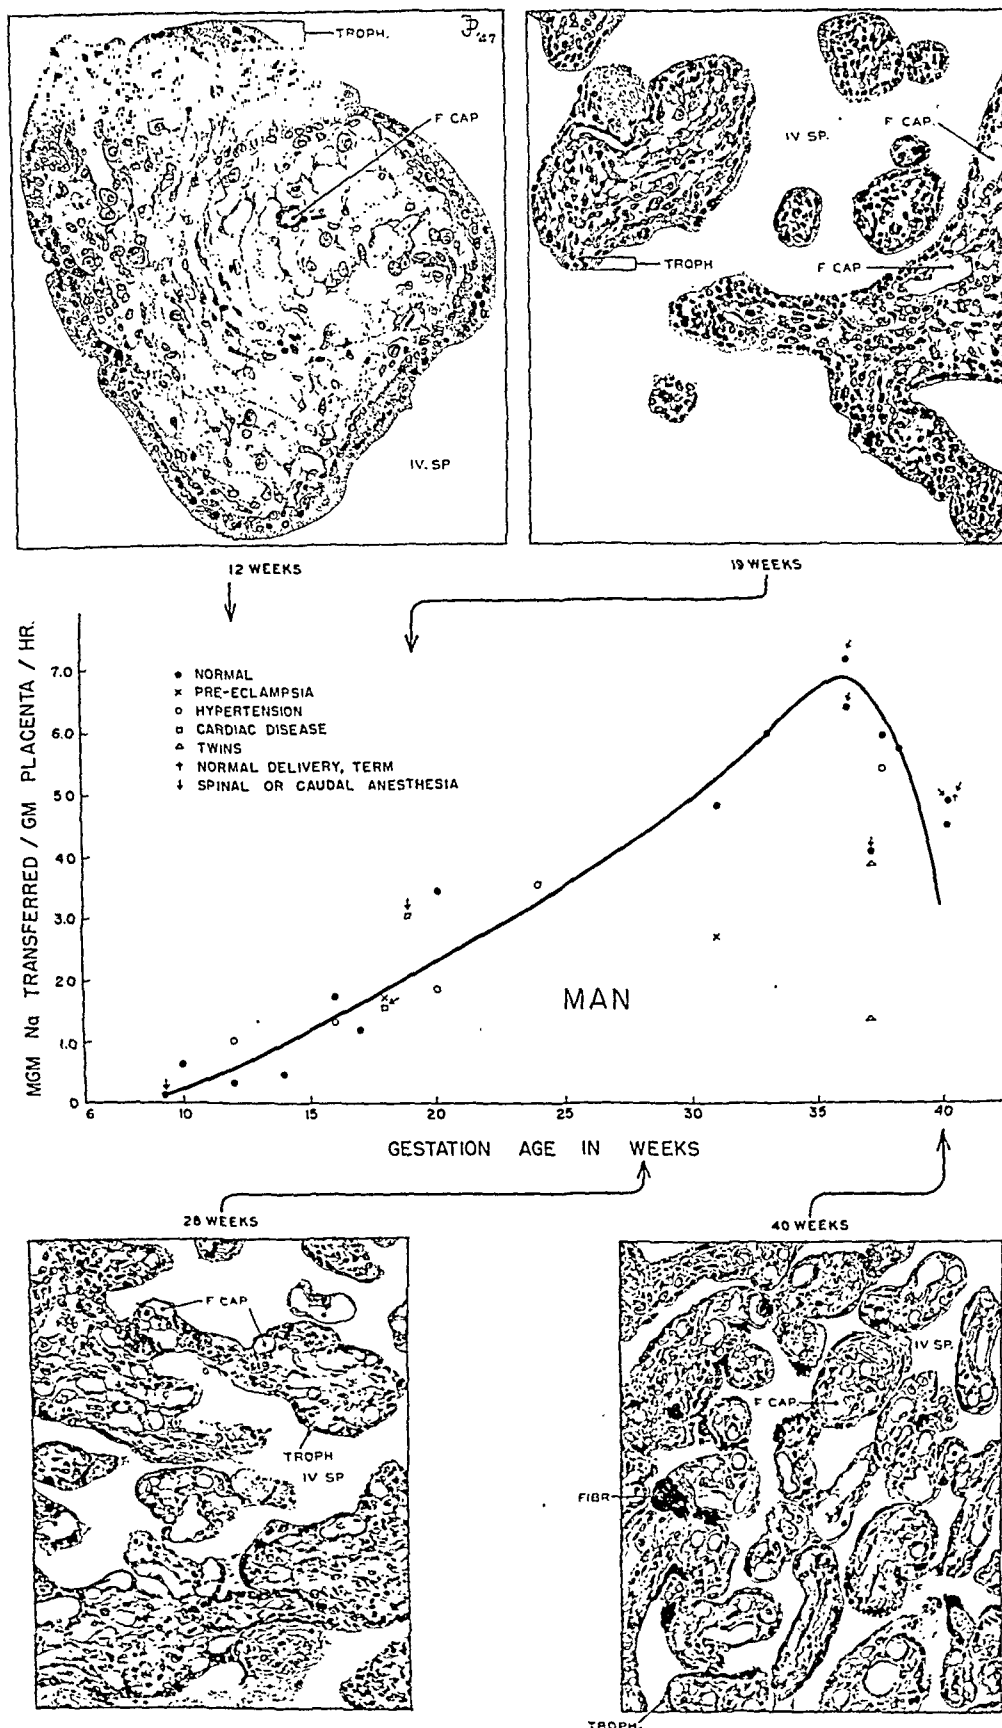 TROPH.
F CAP
IV. SP
12 WEEKS
IV SP.
F CAP.
TROPH
F CAP
19 WEEKS
MGM Na TRANSFERRED / GM PLACENTA / HR.
7.0
6.0
5.0
4.0
3.0
2.0
1.0
0
• NORMAL
× PRE-ECLAMPSIA
○ HYPERTENSION
□ CARDIAC DISEASE
△ TWINS
↑ NORMAL DELIVERY, TERM
↓ SPINAL OR CAUDAL ANESTHESIA
MAN
6 10 15 20 25 30 35 40
GESTATION AGE IN WEEKS
28 WEEKS
F CAP
TROPH
IV SP
40 WEEKS
IV SP.
F CAP.
FIBR
TROPH.